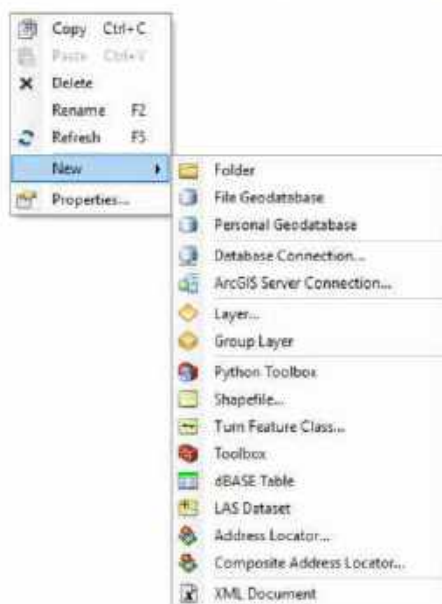 Copy Ctrl+C
Paste Ctrl+V
Delete
Rename F2
Refresh F5
New
Properties...
Folder
File Geodatabase
Personal Geodatabase
Database Connection...
ArcGIS Server Connection...
Layer...
Group Layer
Python Toolbox
Shapefile...
Turn Feature Class...
Toolbox
dBASE Table
LAS Dataset
Address Locator...
Composite Address Locator...
XML Document